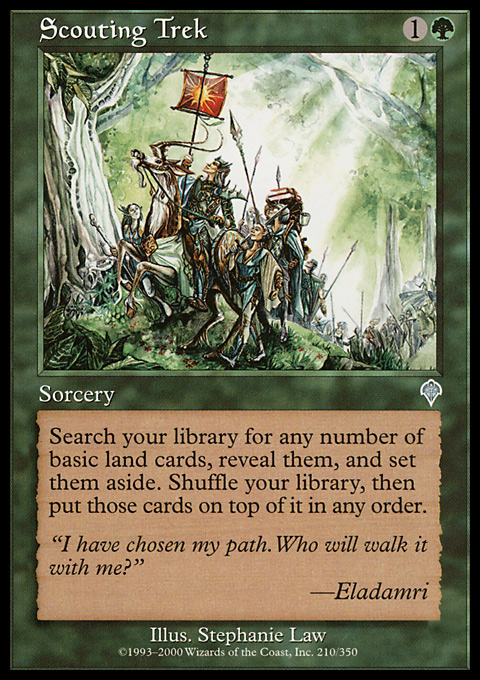 Scouting Trek 1
Sorcery
Search your library for any number of
basic land cards, reveal them, and set
them aside. Shuffle your library, then
put those cards on top of it in any order.
“I have chosen my path. Who will walk it
with me?”
—Eladamri
Illus. Stephanie Law
©1993–2000 Wizards of the Coast, Inc. 210/350